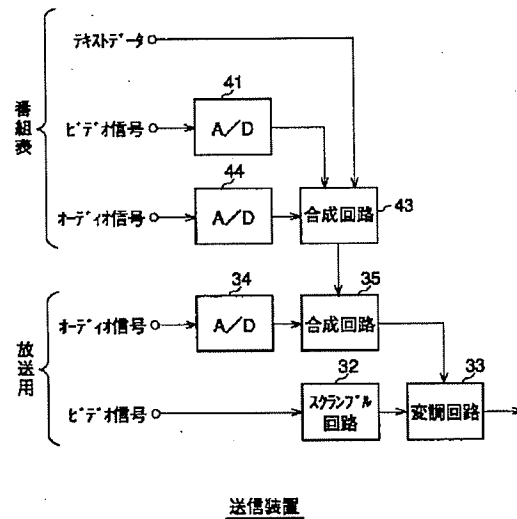 テキストデータ
41
番組表
ビデオ信号
A/D
44
オーディオ信号
A/D
合成回路
43
34
35
放送用
オーディオ信号
A/D
合成回路
32
33
ビデオ信号
スクランブル
回路
変調回路
送信装置